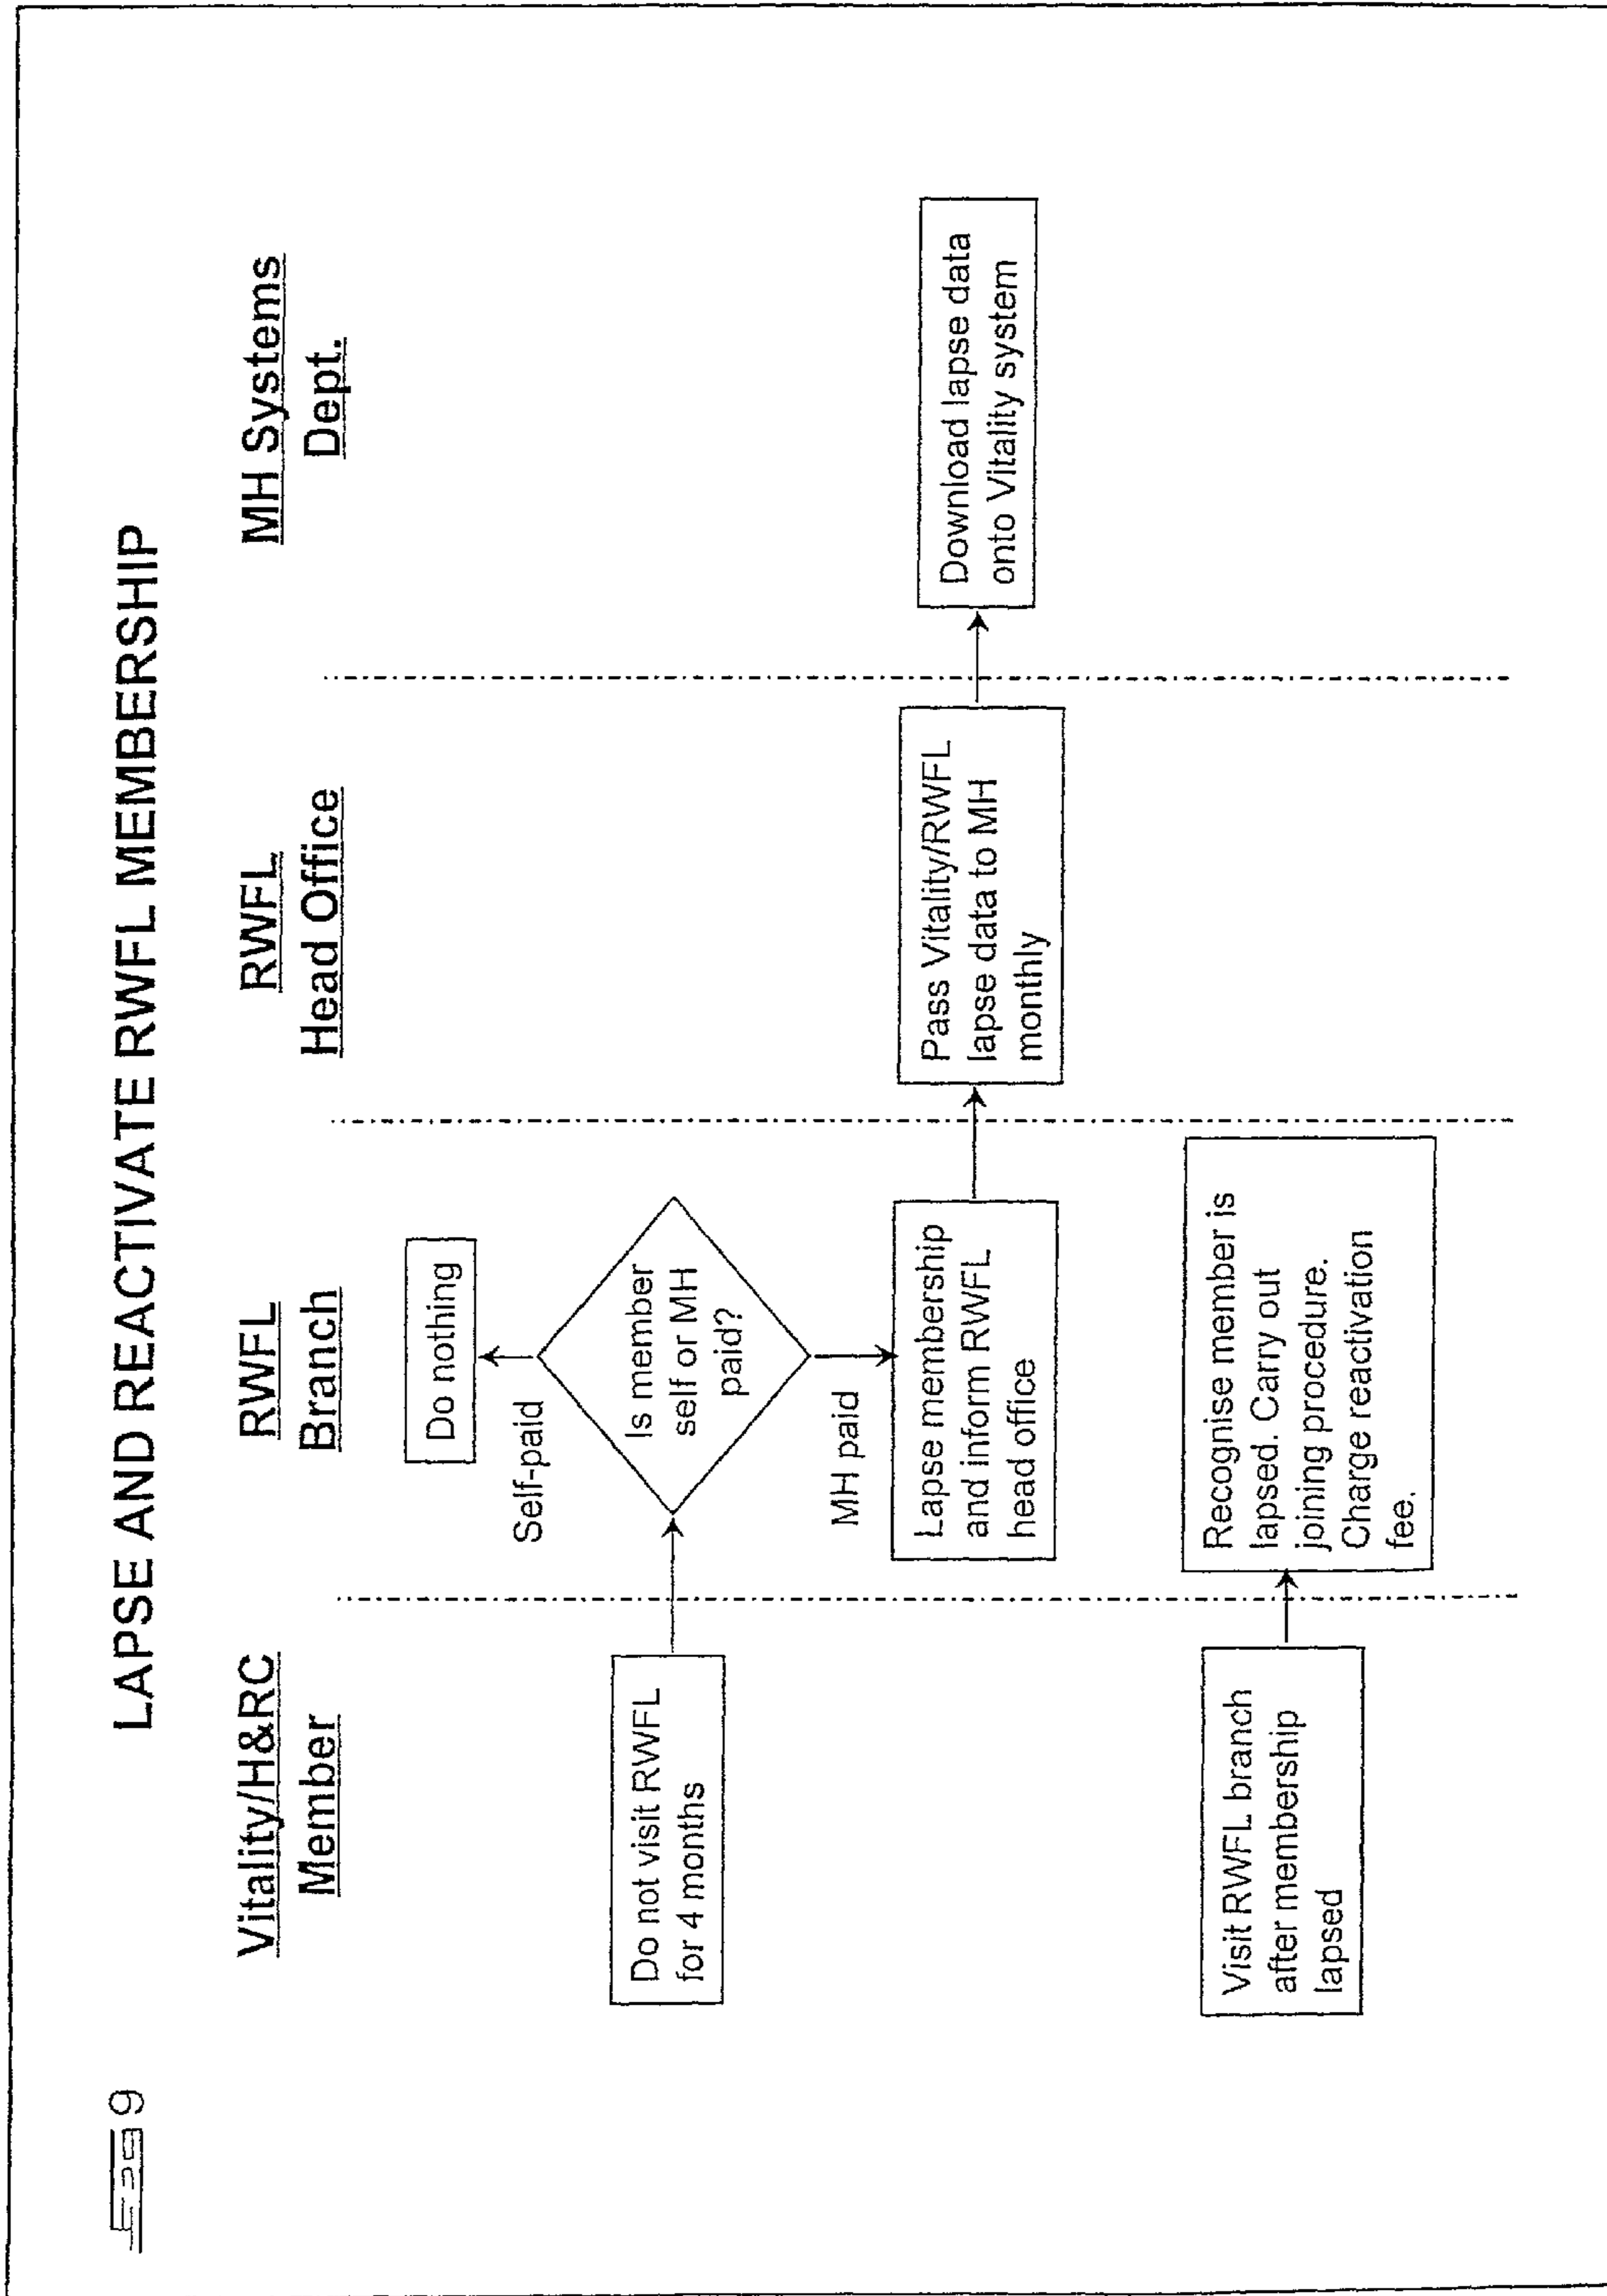 LAPSE AND REACTIVATE RWFL MEMBERSHIP
Vitality/H&RC
Member
RWFL
Branch
RWFL
Head Office
MH Systems
Dept.
Do nothing
Self-paid
Do not visit RWFL
for 4 months
Is member
self or MH
paid?
MH paid
Lapse membership
and inform RWFL
head office
Pass Vitality/RWFL
lapse data to MH
monthly
Download lapse data
onto Vitality system
Visit RWFL branch
after membership
lapsed
Recognise member is
lapsed. Carry out
joining procedure.
Charge reactivation
fee.
9